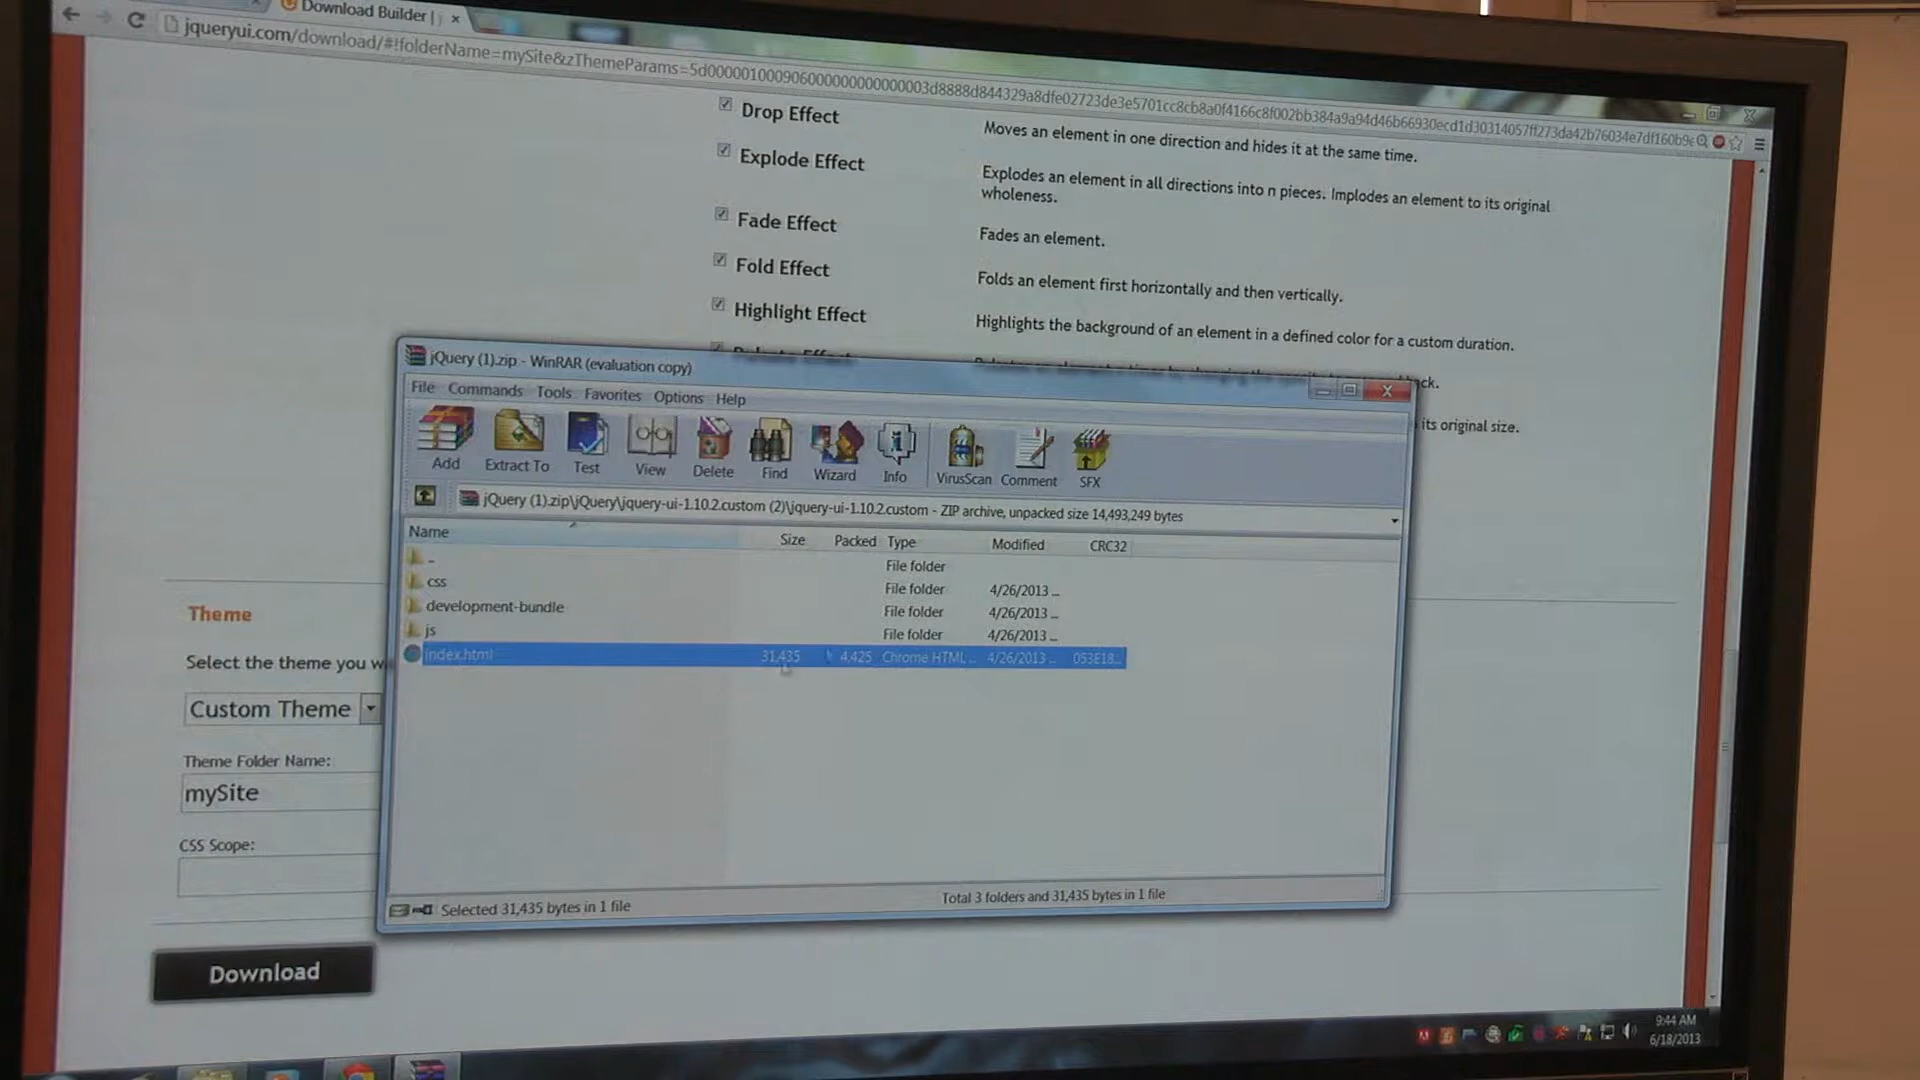 Download Builder |
jqueryui.com/download/#!folderName=mySite&zThemeParams=
Drop Effect
Moves an element in one direction and hides it at the same time.
Explode Effect
Explodes an element in all directions into n pieces. Implodes an element to its original
wholeness.
Fade Effect
Fades an element.
Fold Effect
Folds an element first horizontally and then vertically.
Highlight Effect
Highlights the background of an element in a defined color for a custom duration.
its original size.
jQuery (1).zip - WinRAR (evaluation copy)
File Commands Tools Favorites Options Help
Add Extract To Test View Delete Find Wizard Info VirusScan Comment SFX
jQuery (1).zip\jQuery\jquery-ui-1.10.2.custom (2)\jquery-ui-1.10.2.custom - ZIP archive, unpacked size 14,493,249 bytes
Name Size Packed Type Modified CRC32
File folder
css File folder 4/26/2013 ...
development-bundle File folder 4/26/2013 ...
js File folder 4/26/2013 ...
index.html 31,435 4,425 Chrome HTML ... 4/26/2013 ... 053E18...
Selected 31,435 bytes in 1 file
Total 3 folders and 31,435 bytes in 1 file
Theme
Select the theme you w
Custom Theme
Theme Folder Name:
mySite
CSS Scope:
Download
9:44 AM
6/18/2013